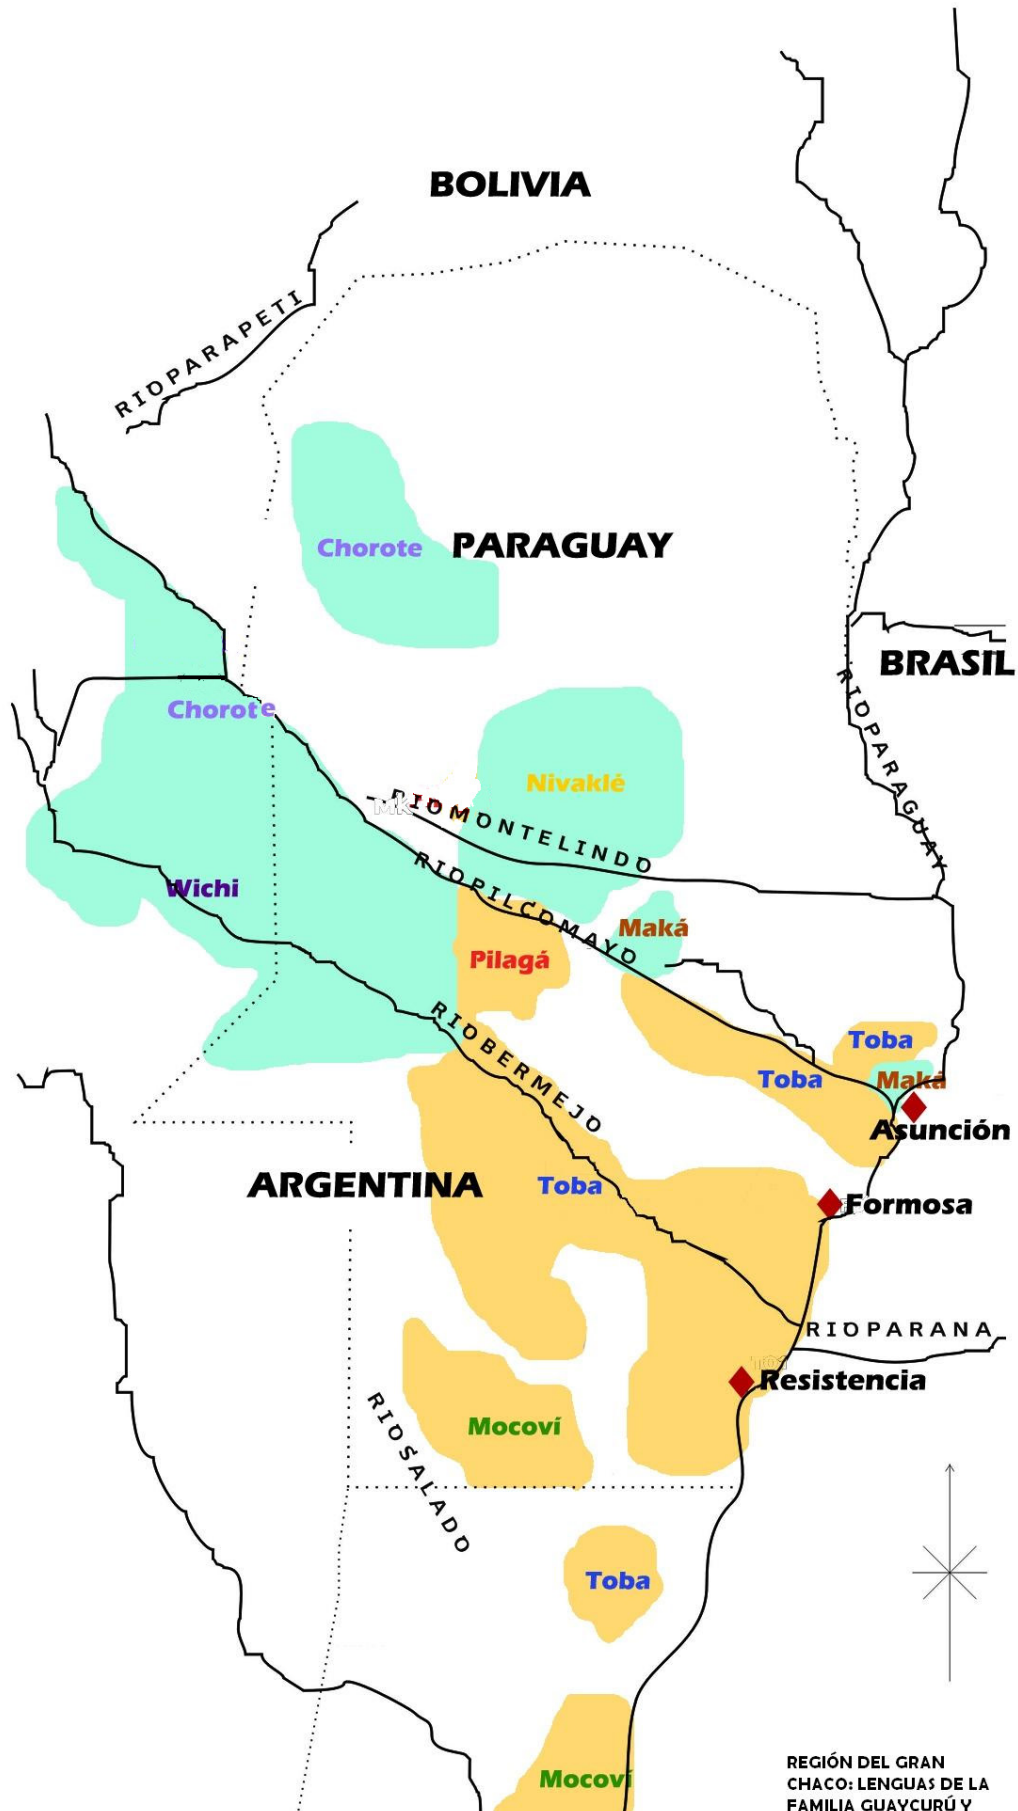 BOLIVIA
RIOPARAPETI
Chorote
PARAGUAY
BRASIL
RIOPARAGUAY
Chorote
Nivaklé
RIOMONTELINDO
RIOPILCOMAYO
Wichi
Maká
Pilagá
RIOBERMEJO
Toba
Toba
Maká
Asunción
ARGENTINA
Toba
Formosa
RIOPARANA
Resistencia
Mocoví
RIOSALADO
Toba
Mocoví
REGIÓN DEL GRAN
CHACO: LENGUAS DE LA
FAMILIA GUAYCURÚ Y